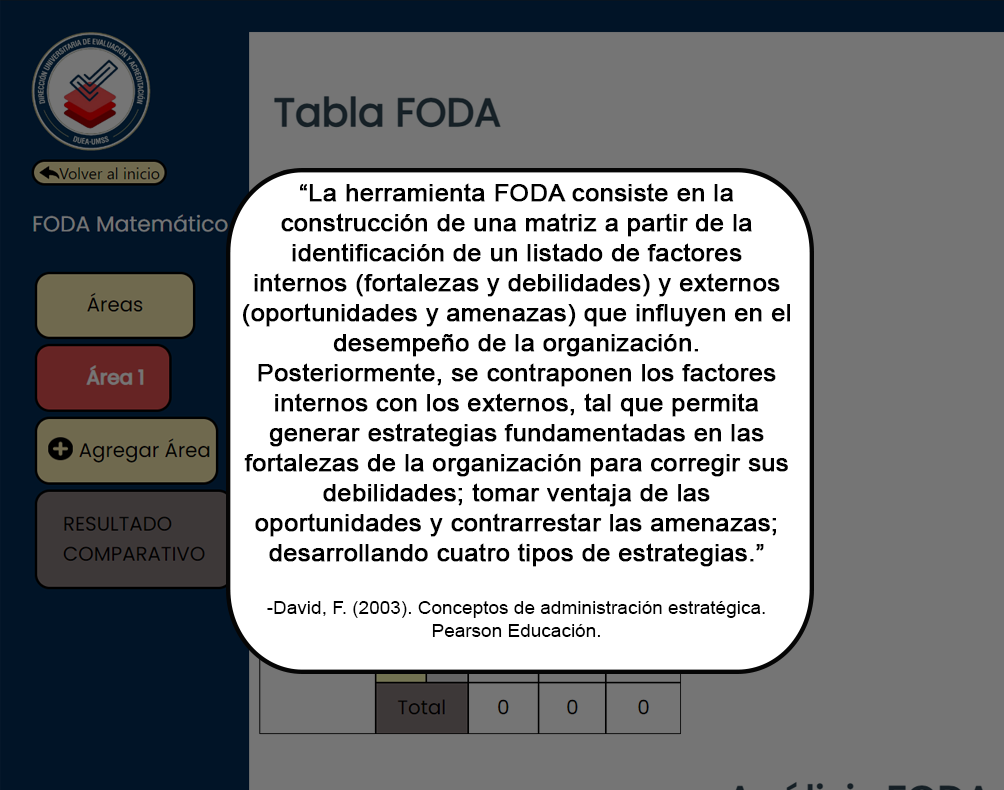 DIRECCIÓN UNIVERSITARIA DE EVALUACIÓN Y ACREDITACIÓN
DUEA-UMSS
Volver al inicio
FODA Matemático
Áreas
Área 1
Agregar Área
RESULTADO
COMPARATIVO
Tabla FODA
“La herramienta FODA consiste en la
construcción de una matriz a partir de la
identificación de un listado de factores
internos (fortalezas y debilidades) y externos
(oportunidades y amenazas) que influyen en el
desempeño de la organización.
Posteriormente, se contraponen los factores
internos con los externos, tal que permita
generar estrategias fundamentadas en las
fortalezas de la organización para corregir sus
debilidades; tomar ventaja de las
oportunidades y contrarrestar las amenazas;
desarrollando cuatro tipos de estrategias.”
-David, F. (2003). Conceptos de administración estratégica.
Pearson Educación.
Total 0 0 0
Análisis FODA